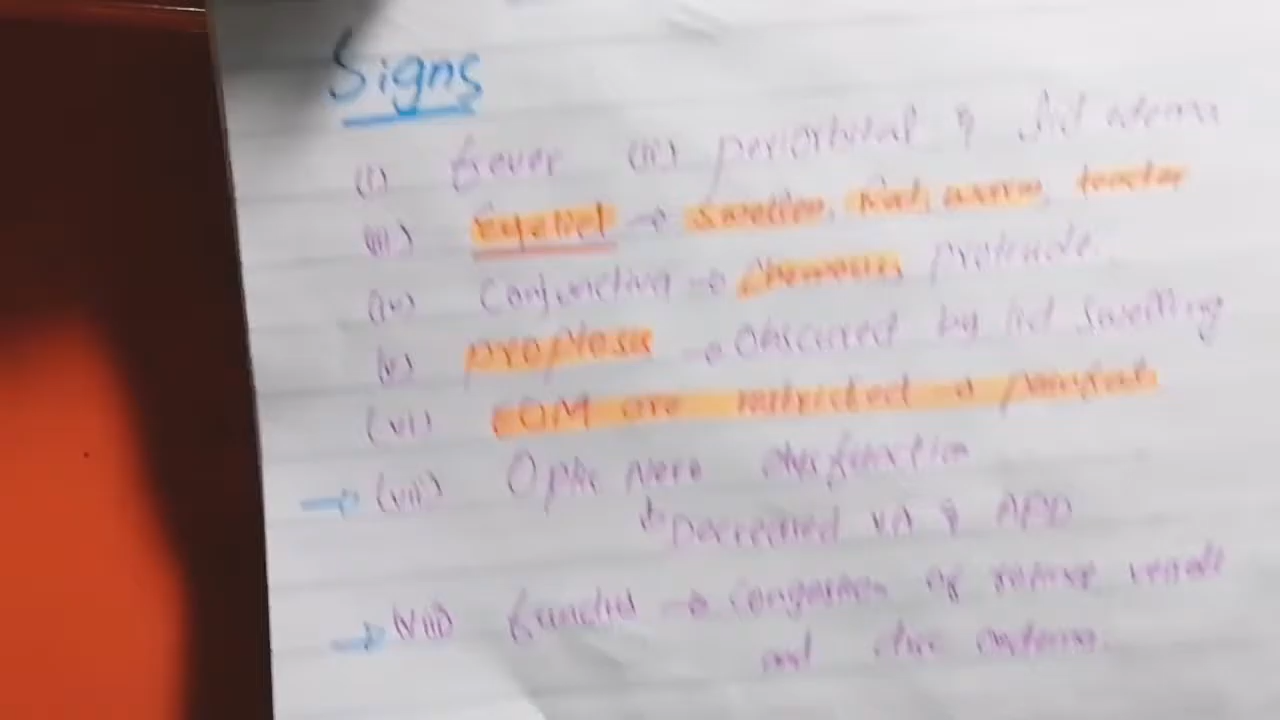 Signs
(i) fever (ii) periorbital & lid edema
(iii) Eyelid → swollen, Red, warm, tender
(iv) Conjunctiva → chemosis, protrude.
(v) proptosis → obscured by lid swelling
(vi) EOM are restricted & painful
→ (vii) Optic Nerve dysfunction
↳ Decreased VA & APD
→ (viii) fundus → congestion of retinal vessels
and disc oedema.